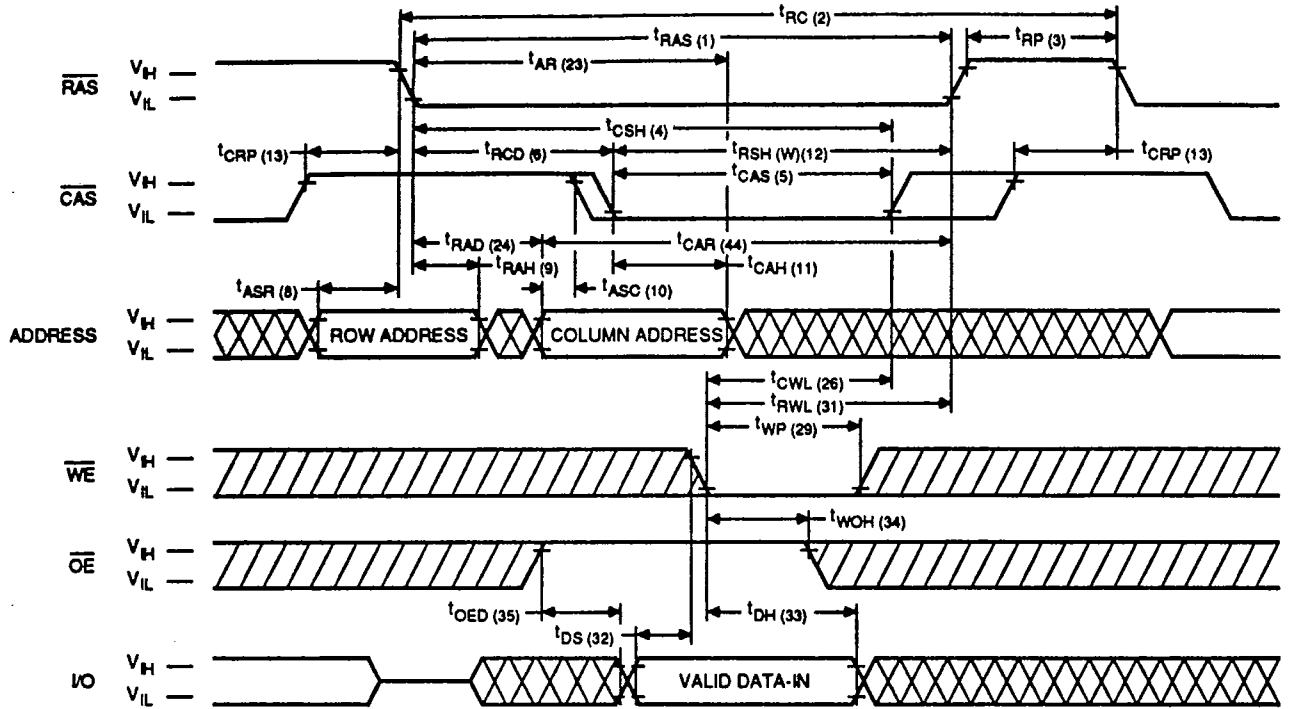 tRC (2)
tRAS (1)
tRP (3)
tAR (23)
RAS
VIH
VIL
tCSH (4)
tCRP (13)
tRCD (6)
tRSH (W)(12)
tCRP (13)
tCAS (5)
CAS
VIH
VIL
tRAD (24)
tCAR (44)
tRAH (9)
tCAH (11)
tASR (8)
tASC (10)
ADDRESS
VIH
VIL
ROW ADDRESS
COLUMN ADDRESS
tCWL (26)
tRWL (31)
tWP (29)
WE
VIH
VIL
tWOH (34)
OE
VIH
VIL
tOED (35)
tDH (33)
tDS (32)
I/O
VIH
VIL
VALID DATA-IN